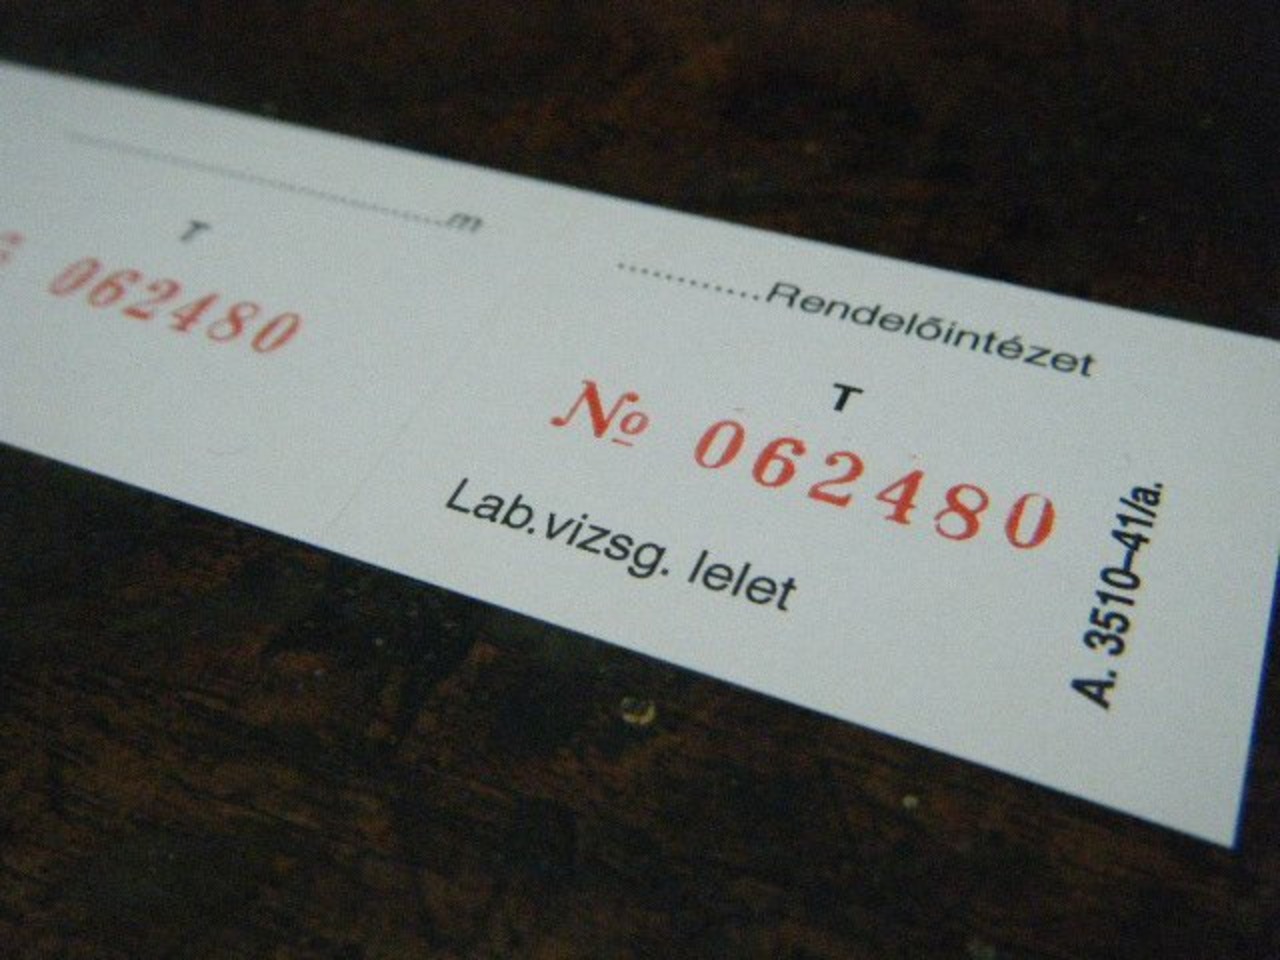 ....................m
T
062480
............Rendelőintézet
T
№ 062480
Lab.vizsg. lelet
A. 3510–41/a.